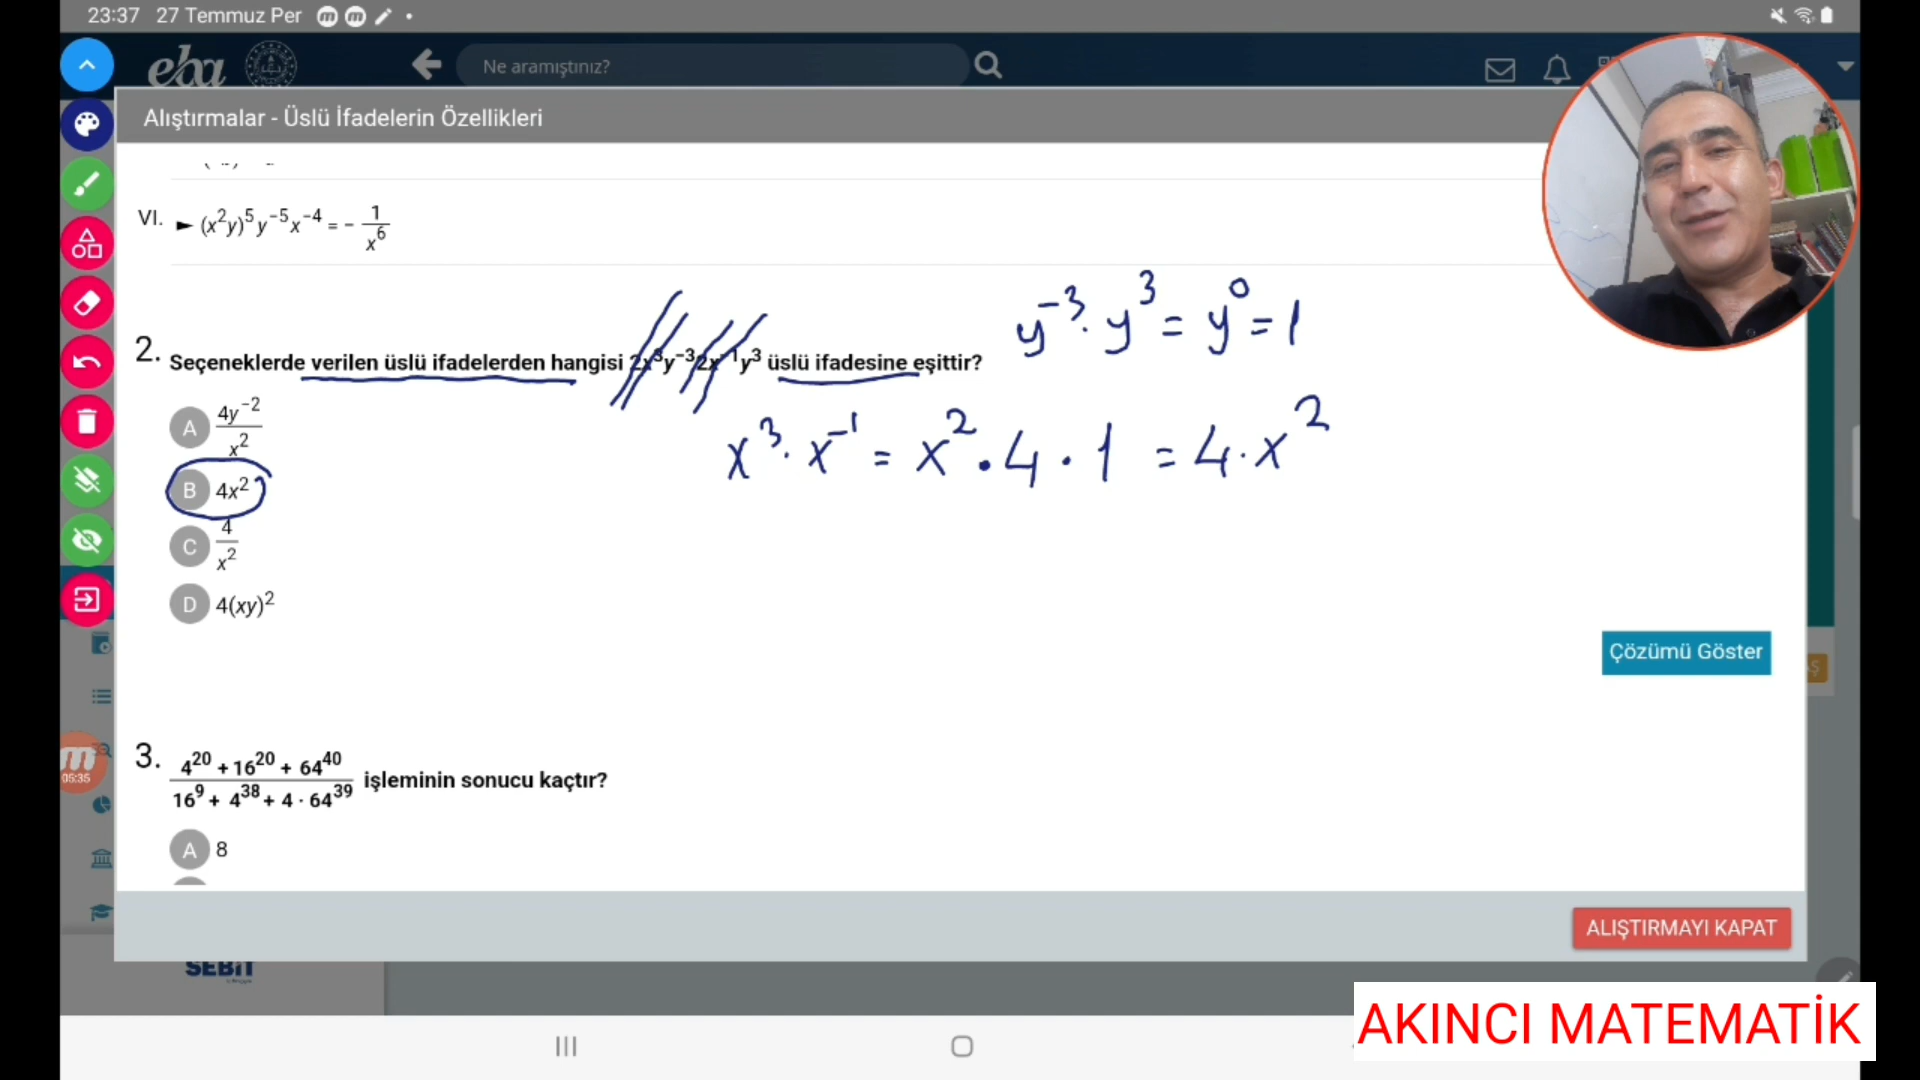 23:37 27 Temmuz Per
eba
Ne aramıştınız?
Alıştırmalar - Üslü İfadelerin Özellikleri
VI. ► (x²y)⁵y⁻⁵x⁻⁴ = - 1/x⁶
y⁻³ · y³ = y⁰ = 1
2. Seçeneklerde verilen üslü ifadelerden hangisi 2x³y⁻³2x⁻¹y³ üslü ifadesine eşittir?
A 4y⁻²/x²
x³ · x⁻¹ = x² · 4 · 1 = 4 · x²
B 4x²
C 4/x²
D 4(xy)²
Çözümü Göster
3. (4²⁰ + 16²⁰ + 64⁴⁰)/(16⁹ + 4³⁸ + 4 · 64³⁹) işleminin sonucu kaçtır?
05:35
A 8
ALIŞTIRMAYI KAPAT
SEBİT
AKINCI MATEMATİK